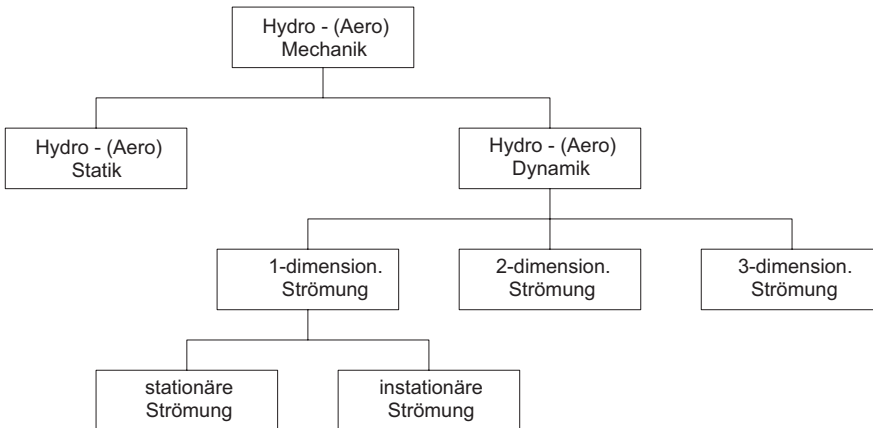 Hydro - (Aero)
Mechanik
Hydro - (Aero)
Statik
Hydro - (Aero)
Dynamik
1-dimension.
Strömung
2-dimension.
Strömung
3-dimension.
Strömung
stationäre
Strömung
instationäre
Strömung